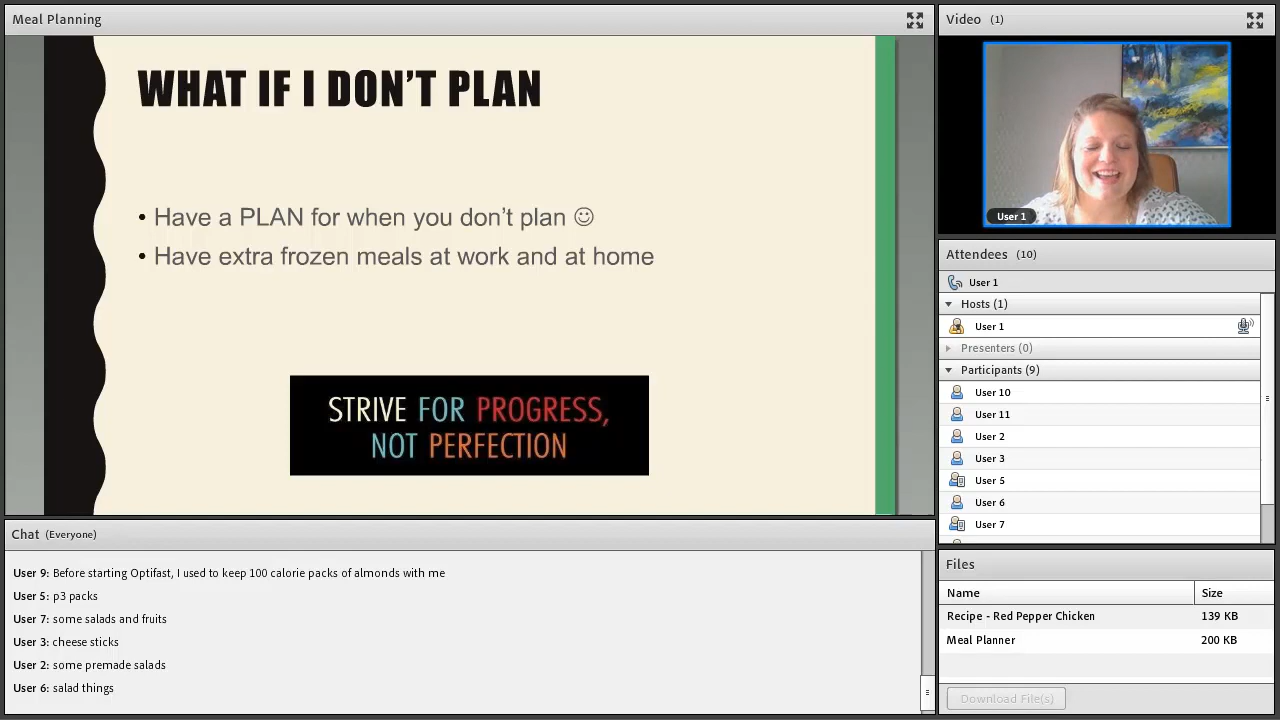 Meal Planning
WHAT IF I DON'T PLAN
• Have a PLAN for when you don't plan ☺
• Have extra frozen meals at work and at home
STRIVE FOR PROGRESS,
NOT PERFECTION
Chat (Everyone)
User 9: Before starting Optifast, I used to keep 100 calorie packs of almonds with me
User 5: p3 packs
User 7: some salads and fruits
User 3: cheese sticks
User 2: some premade salads
User 6: salad things
Video (1)
User 1
Attendees (10)
User 1
Hosts (1)
User 1
Presenters (0)
Participants (9)
User 10
User 11
User 2
User 3
User 5
User 6
User 7
Files
Name Size
Recipe - Red Pepper Chicken 139 KB
Meal Planner 200 KB
Download File(s)